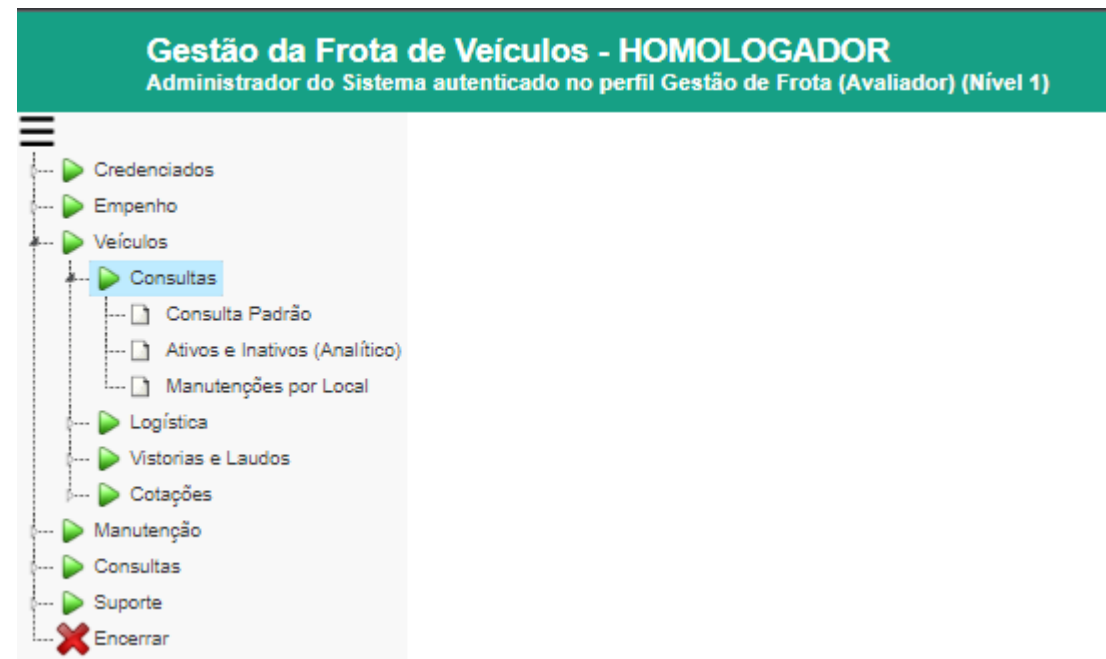 Gestão da Frota de Veículos - HOMOLOGADOR
Administrador do Sistema autenticado no perfil Gestão de Frota (Avaliador) (Nível 1)
Credenciados
Empenho
Veículos
Consultas
Consulta Padrão
Ativos e Inativos (Analítico)
Manutenções por Local
Logística
Vistorias e Laudos
Cotações
Manutenção
Consultas
Suporte
Encerrar